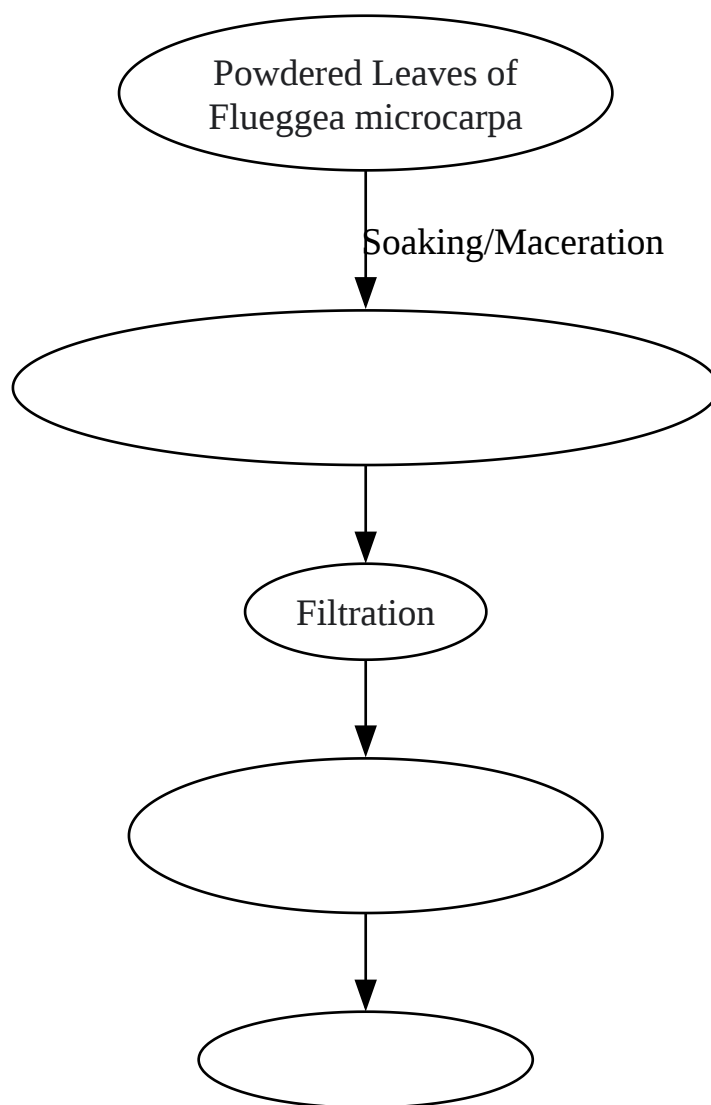 Powdered Leaves of
Flueggea microcarpa
Soaking/Maceration
Filtration